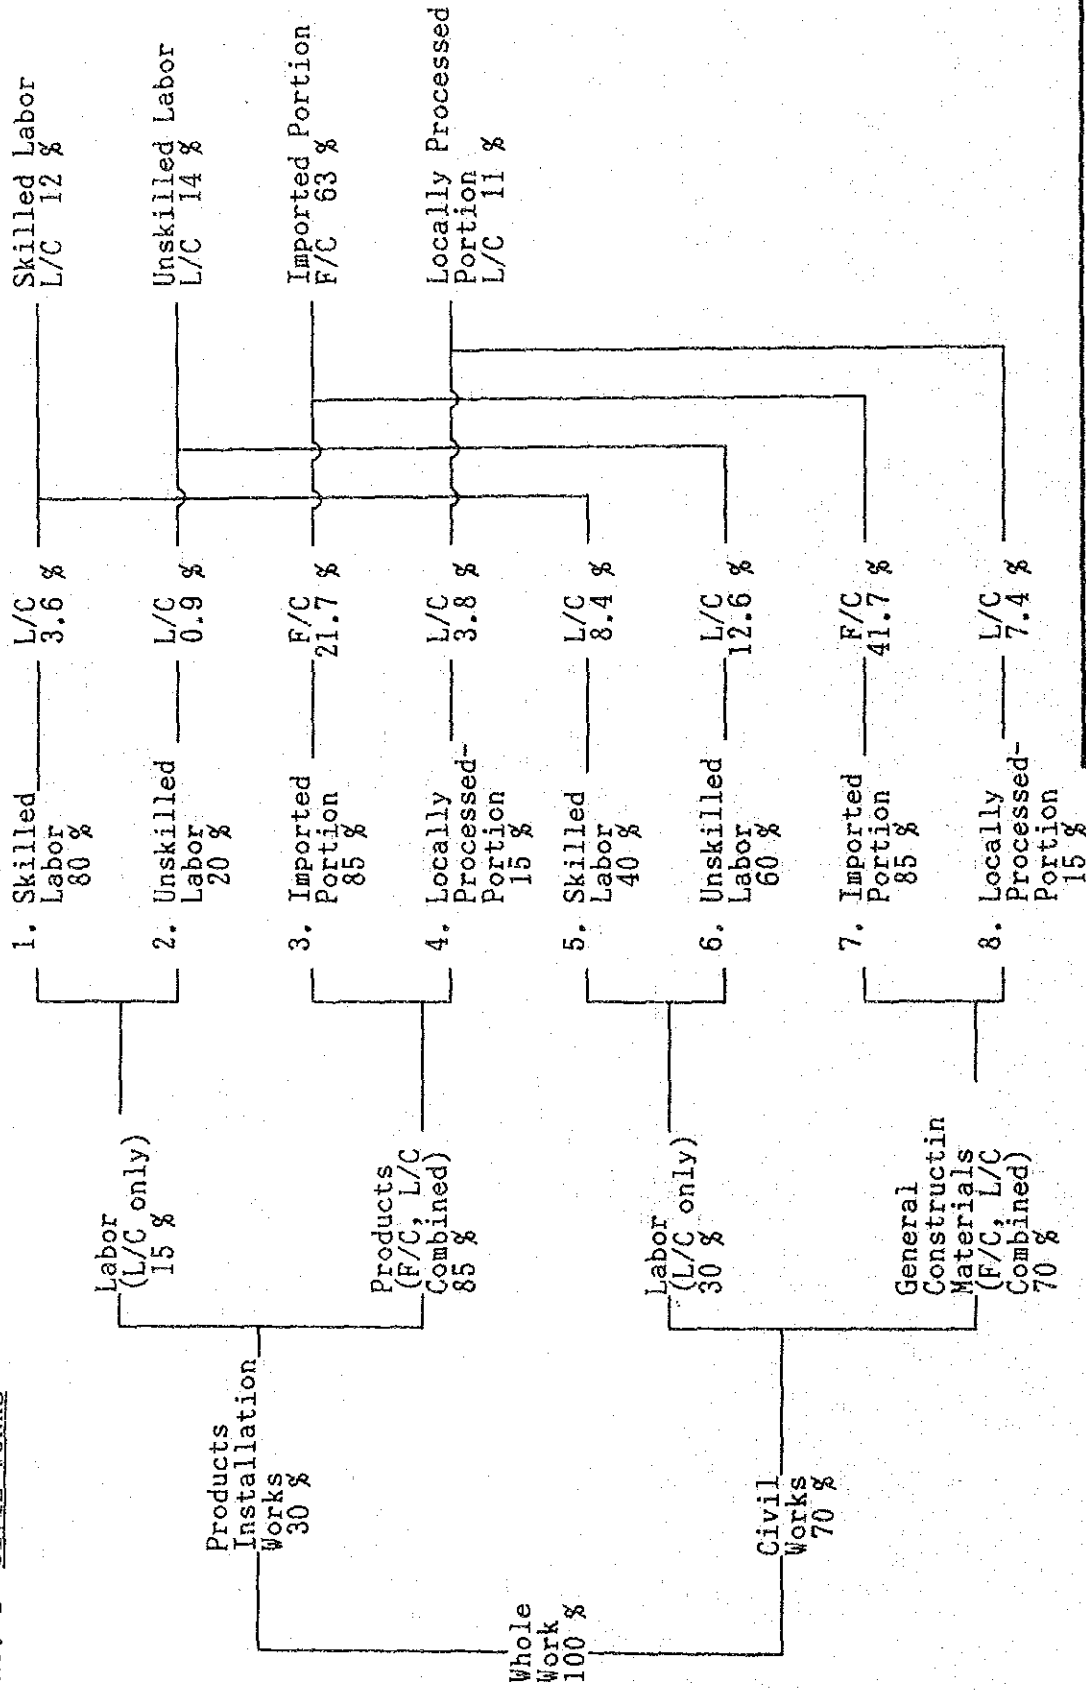 Whole
Work
100 %
Products
Installation
Works
30 %
Civil
Works
70 %
Labor
(L/C only)
15 %
Products
(F/C, L/C
Combined)
85 %
Labor
(L/C only)
30 %
General
Constructin
Materials
(F/C, L/C
Combined)
70 %
1. Skilled
Labor
80 %
2. Unskilled
Labor
20 %
3. Imported
Portion
85 %
4. Locally
Processed-
Portion
15 %
5. Skilled
Labor
40 %
6. Unskilled
Labor
60 %
7. Imported
Portion
85 %
8. Locally
Processed-
Portion
15 %
L/C
3.6 %
L/C
0.9 %
F/C
21.7 %
L/C
3.8 %
L/C
8.4 %
L/C
12.6 %
F/C
41.7 %
L/C
7.4 %
Skilled Labor
L/C 12 %
Unskilled Labor
L/C 14 %
Imported Portion
F/C 63 %
Locally Processed
Portion
L/C 11 %